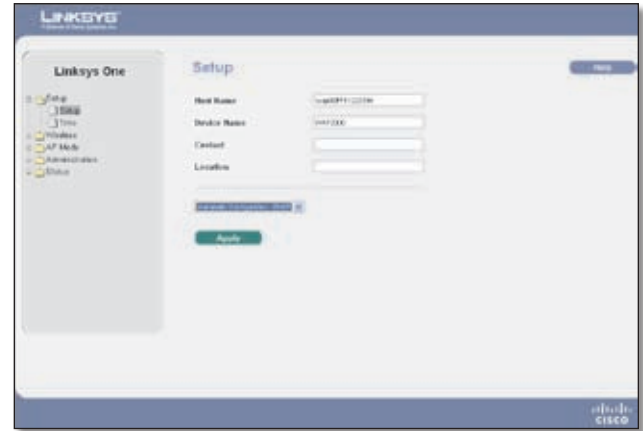 LINKSYS
Linksys One
Setup
Help
Setup
Setup
Time
Wireless
AP Mode
Administration
Status
Host Name
Device Name
Contact
Location
Apply
CISCO